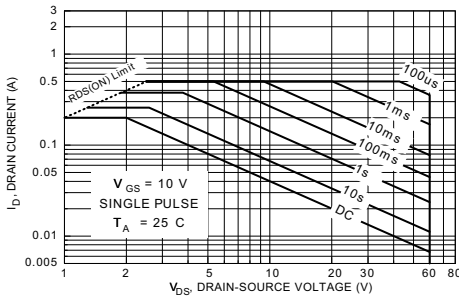 3
2
1
0.5
0.1
0.05
0.01
0.005
I D, DRAIN CURRENT (A)
RDS(ON) Limit
100us
1ms
10ms
100ms
1s
10s
DC
V GS = 10 V
SINGLE PULSE
T A = 25 C
1 2 5 10 20 30 60 80
V DS, DRAIN-SOURCE VOLTAGE (V)